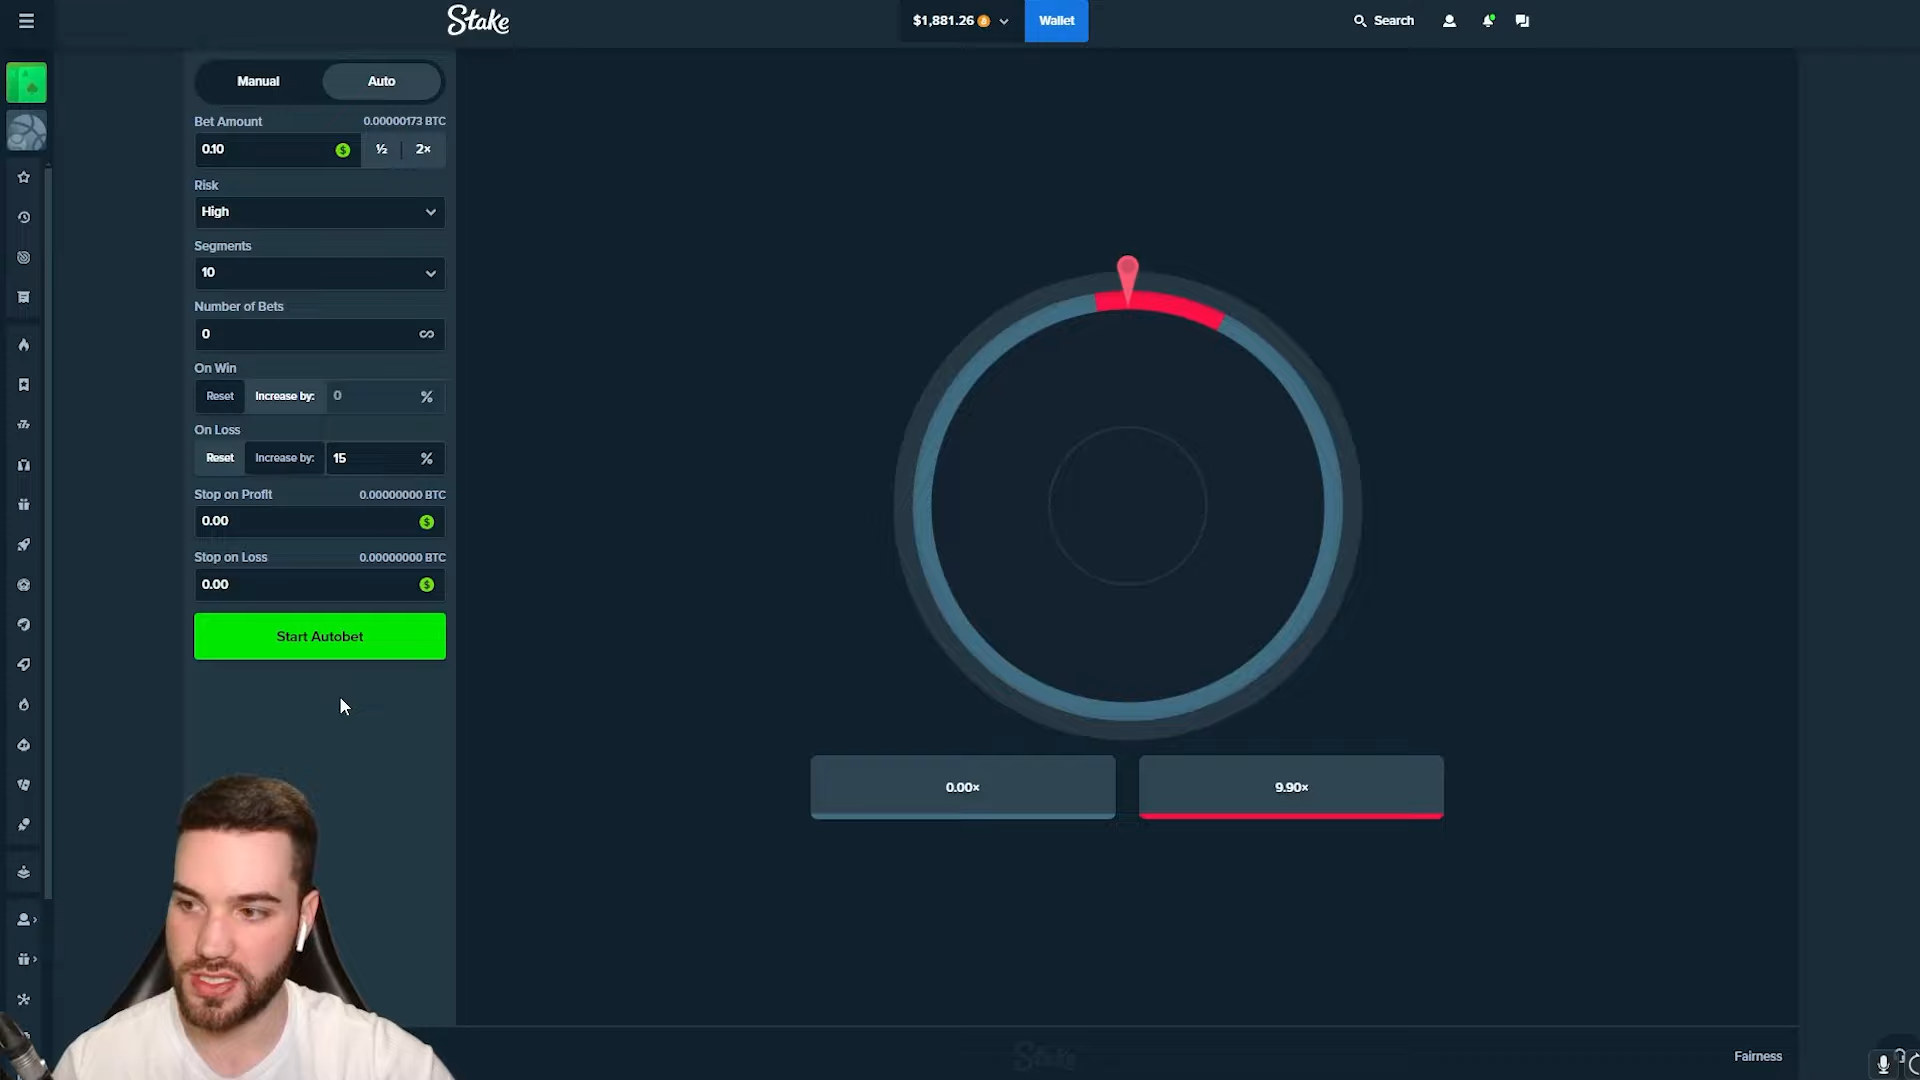 Stake
$1,881.26
Wallet
Search
Manual
Auto
Bet Amount
0.00000173 BTC
0.10
½
2×
Risk
High
Segments
10
Number of Bets
0
On Win
Reset
Increase by:
0
%
On Loss
Reset
Increase by:
15
%
Stop on Profit
0.00000000 BTC
0.00
Stop on Loss
0.00000000 BTC
0.00
Start Autobet
0.00×
9.90×
Stake
Fairness